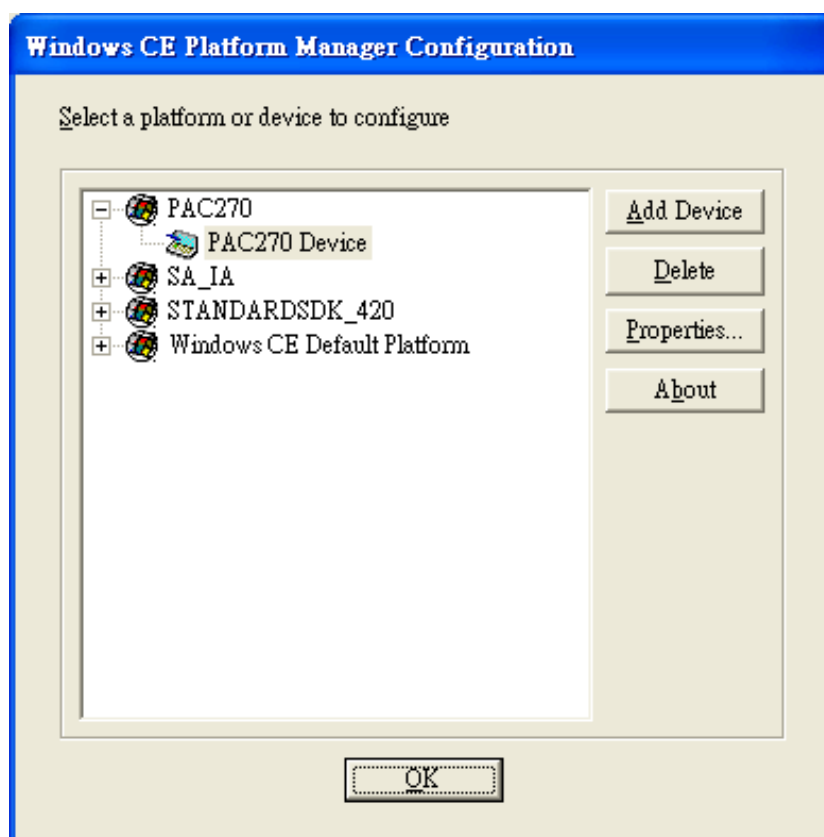 Windows CE Platform Manager Configuration
Select a platform or device to configure
PAC270
PAC270 Device
SA_IA
STANDARDSDK_420
Windows CE Default Platform
Add Device
Delete
Properties...
About
OK